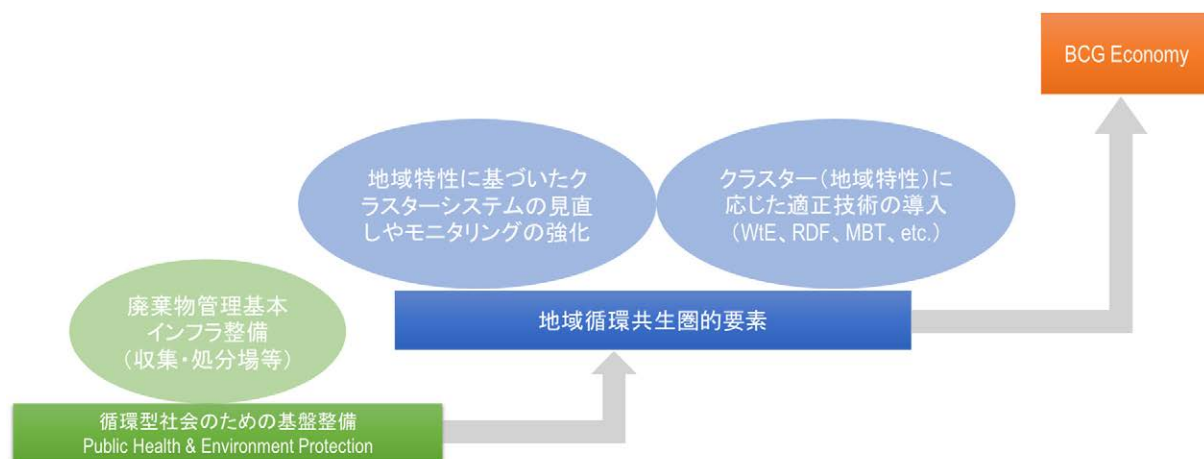 BCG Economy
地域特性に基づいたク
ラスターシステムの見直
しやモニタリングの強化
クラスター(地域特性)に
応じた適正技術の導入
(WtE、RDF、MBT、etc.)
廃棄物管理基本
インフラ整備
(収集・処分場等)
地域循環共生圏的要素
循環型社会のための基盤整備
Public Health & Environment Protection